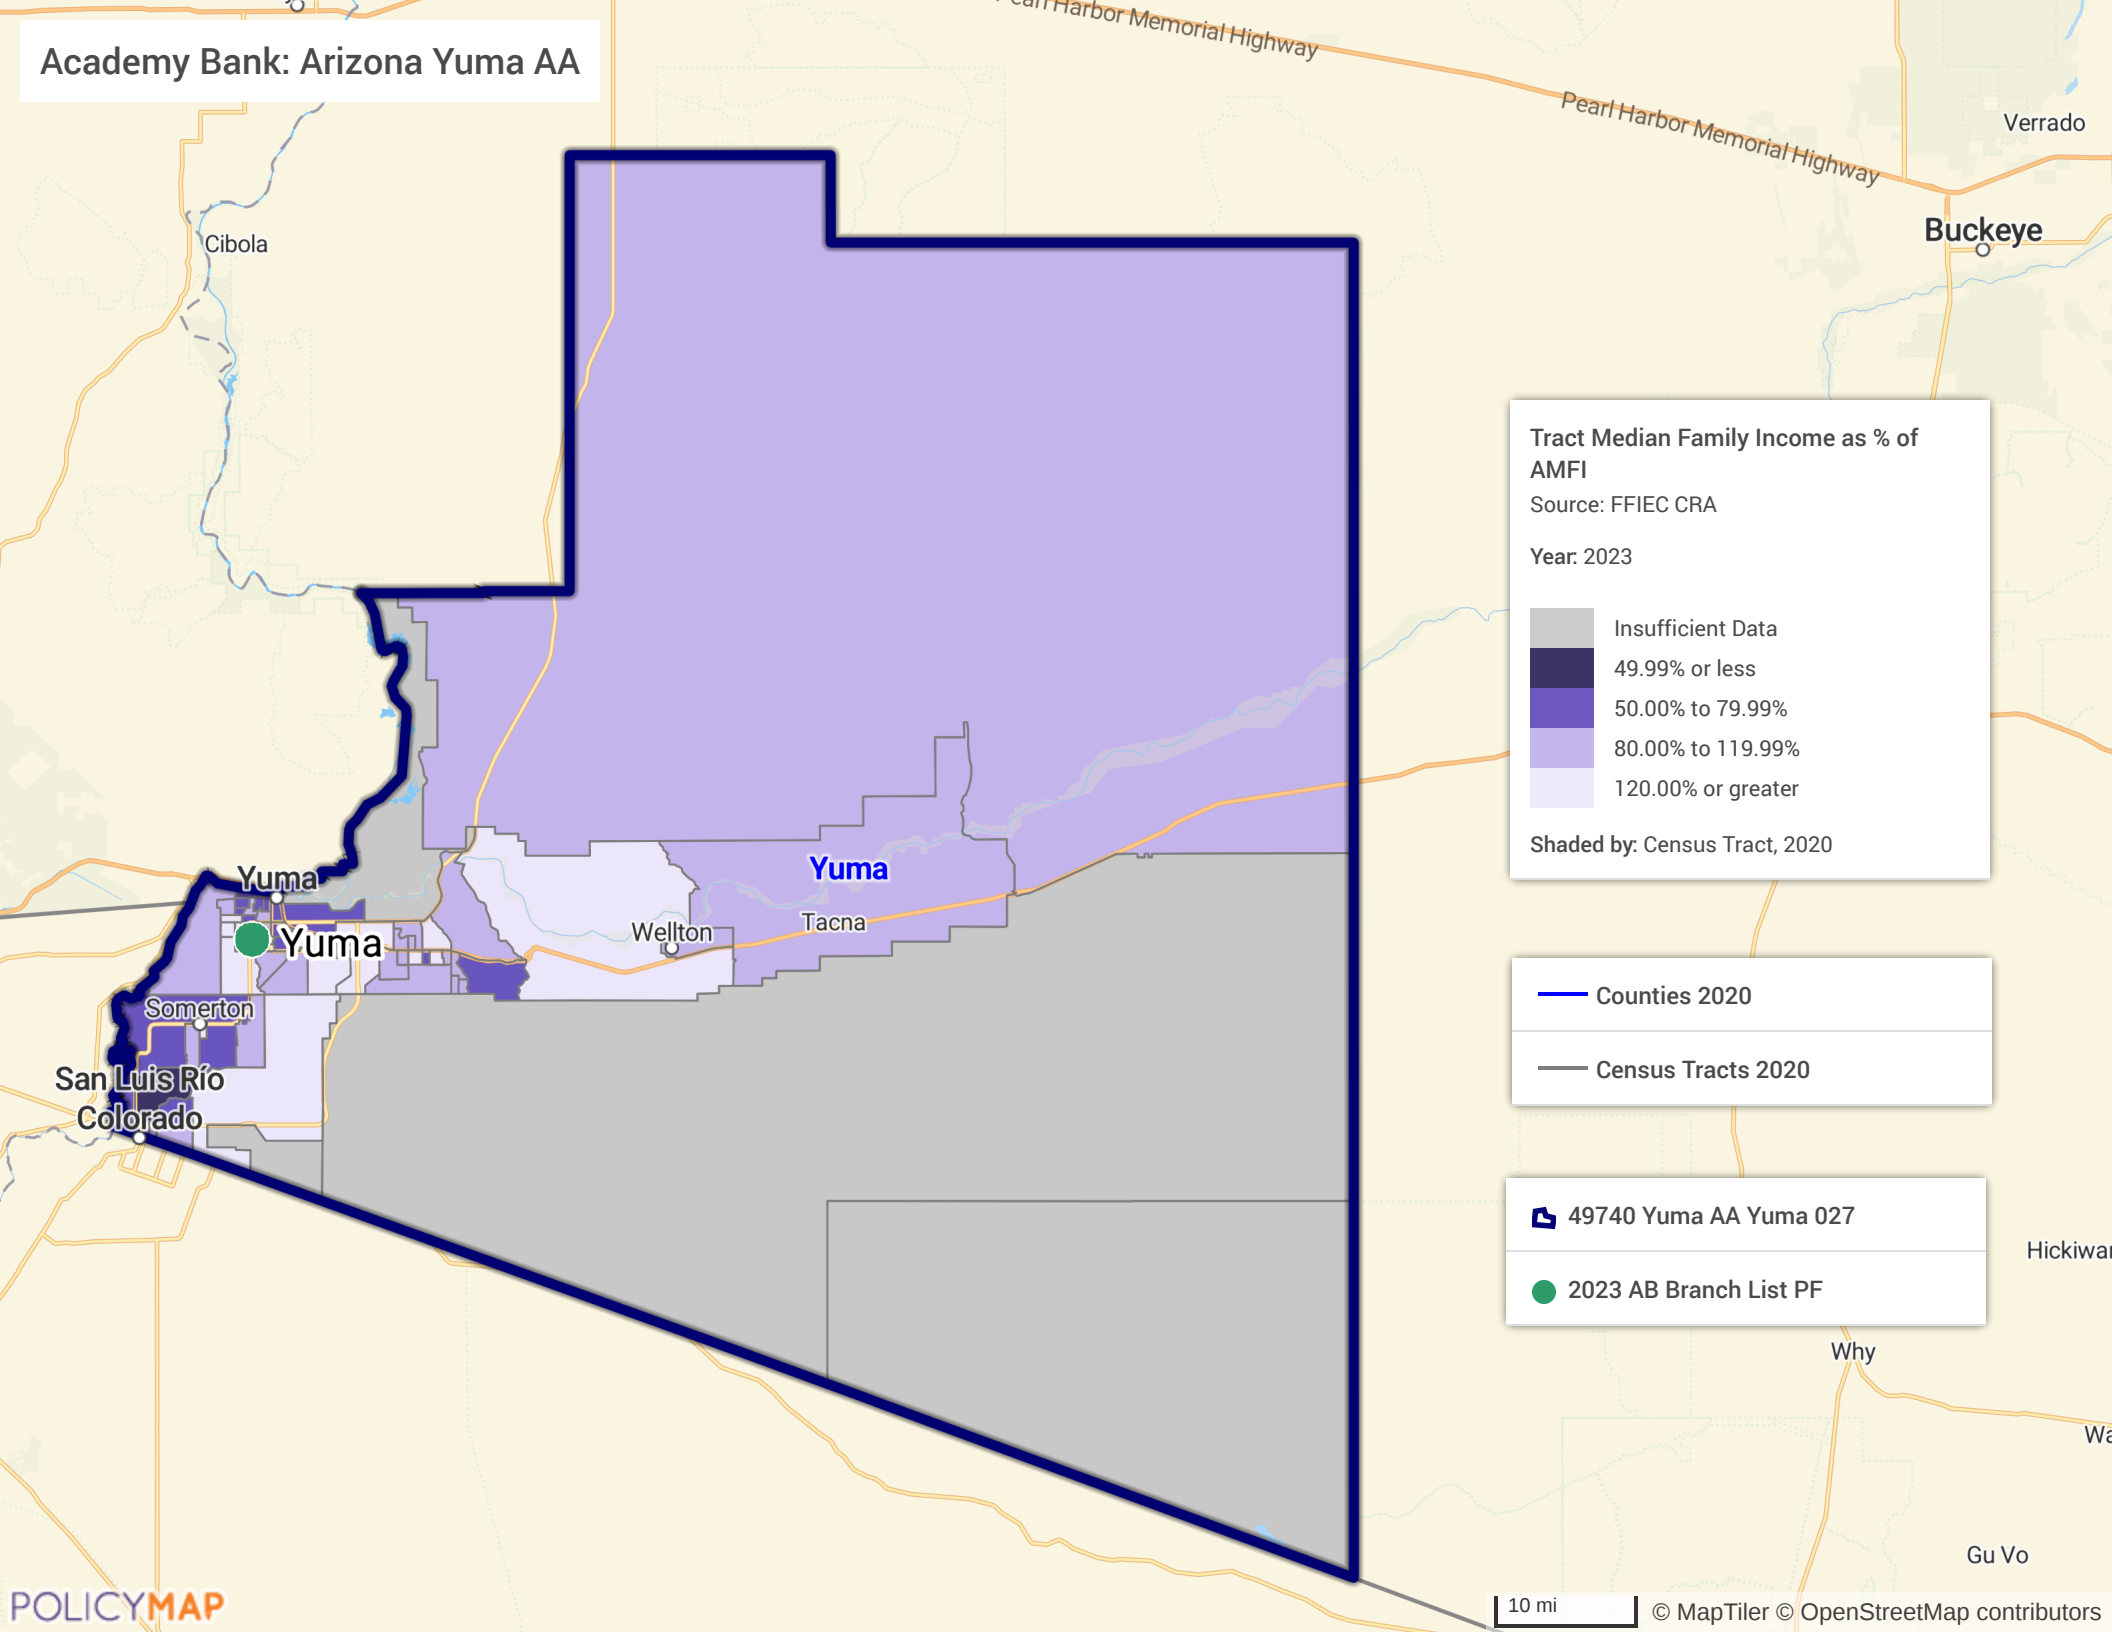 Pearl Harbor Memorial Highway
Academy Bank: Arizona Yuma AA
Pearl Harbor Memorial Highway
Verrado
Cibola
Buckeye
Tract Median Family Income as % of
AMFI
Source: FFIEC CRA
Year: 2023
Insufficient Data
49.99% or less
50.00% to 79.99%
80.00% to 119.99%
120.00% or greater
Shaded by: Census Tract, 2020
Yuma
Yuma
Tacna
Wellton
Yuma
Somerton
San Luis Río
Colorado
Counties 2020
Census Tracts 2020
49740 Yuma AA Yuma 027
2023 AB Branch List PF
Hickiwa
Why
Wa
Gu Vo
POLICYMAP
10 mi
© MapTiler © OpenStreetMap contributors